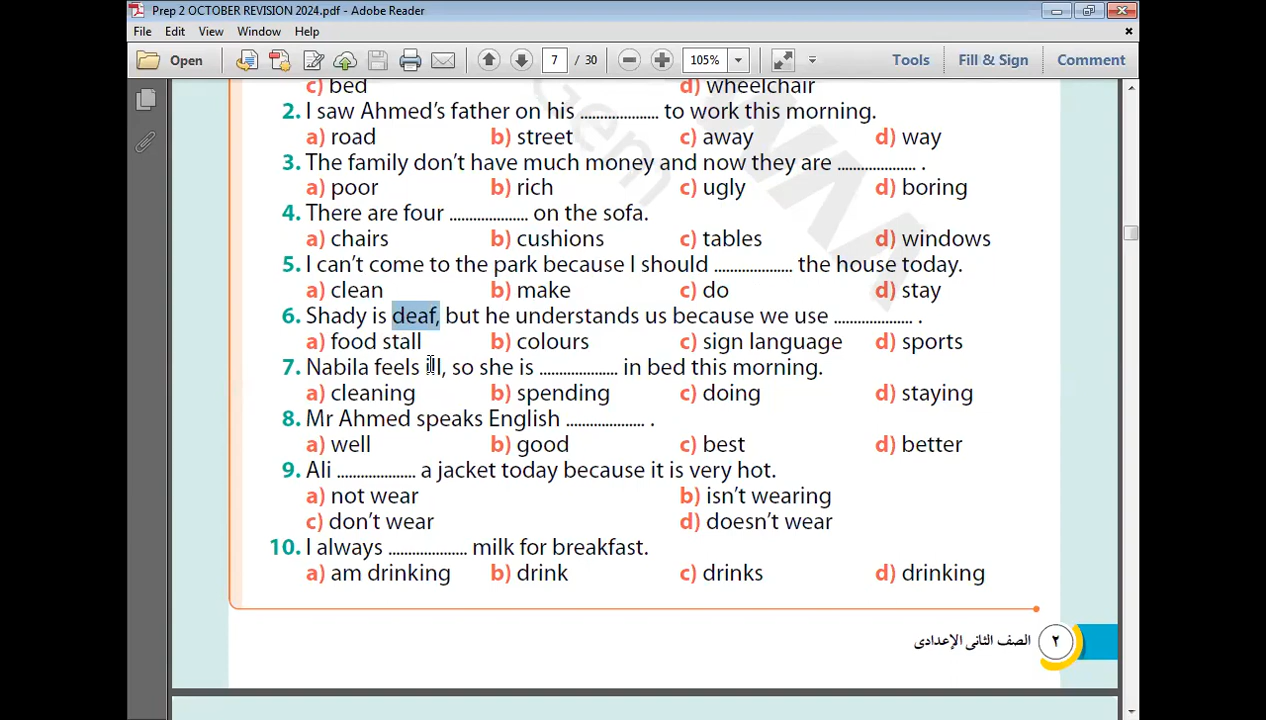 Prep 2 OCTOBER REVISION 2024.pdf - Adobe Reader
File Edit View Window Help
Open 7 / 30 105% Tools Fill & Sign Comment
c) bed d) wheelchair
2. I saw Ahmed's father on his .................... to work this morning.
a) road b) street c) away d) way
3. The family don't have much money and now they are .................... .
a) poor b) rich c) ugly d) boring
4. There are four .................... on the sofa.
a) chairs b) cushions c) tables d) windows
5. I can't come to the park because I should .................... the house today.
a) clean b) make c) do d) stay
6. Shady is deaf, but he understands us because we use .................... .
a) food stall b) colours c) sign language d) sports
7. Nabila feels ill, so she is .................... in bed this morning.
a) cleaning b) spending c) doing d) staying
8. Mr Ahmed speaks English .................... .
a) well b) good c) best d) better
9. Ali .................... a jacket today because it is very hot.
a) not wear b) isn't wearing
c) don't wear d) doesn't wear
10. I always .................... milk for breakfast.
a) am drinking b) drink c) drinks d) drinking
٢ الصف الثانى الإعدادى